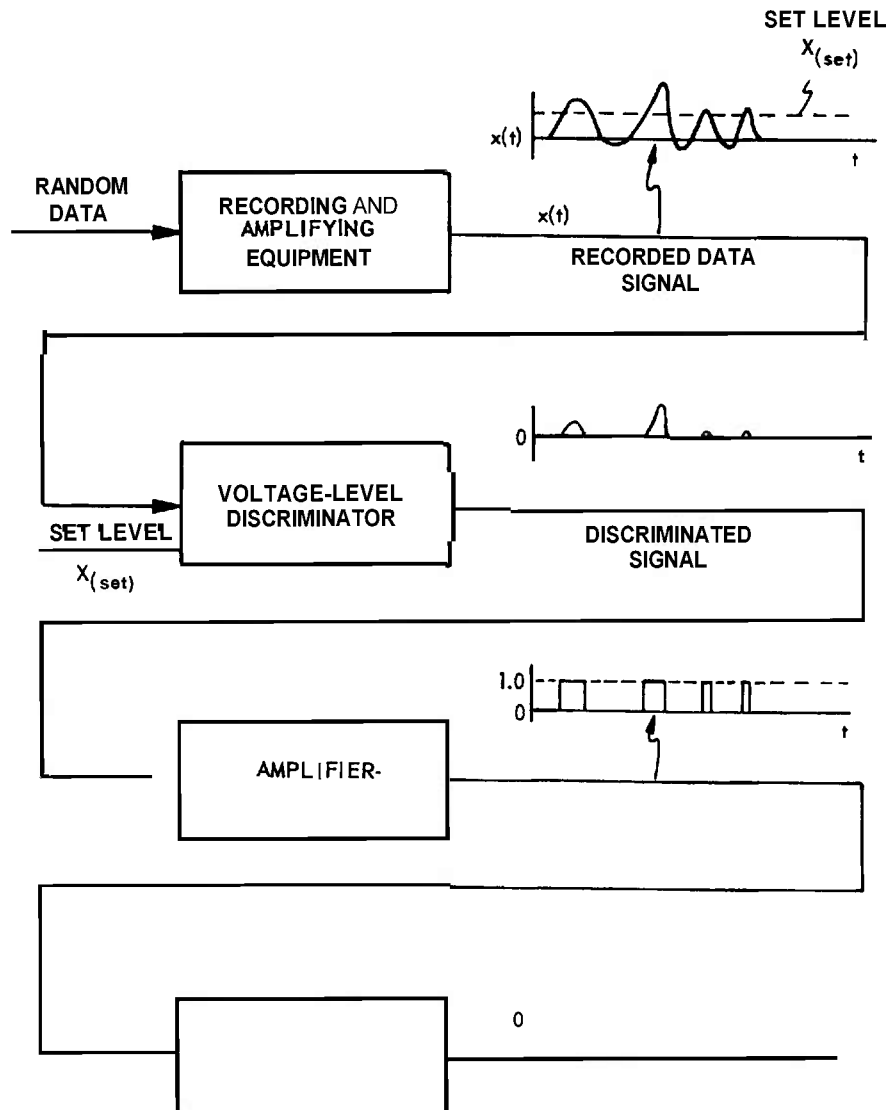 SET LEVEL
X(set)
x(t)
t
RANDOM
DATA
RECORDING AND
AMPLIFYING
EQUIPMENT
x(t)
RECORDED DATA
SIGNAL
0
t
VOLTAGE-LEVEL
DISCRIMINATOR
SET LEVEL
X(set)
DISCRIMINATED
SIGNAL
1.0
0
t
AMPLIFIER-
0